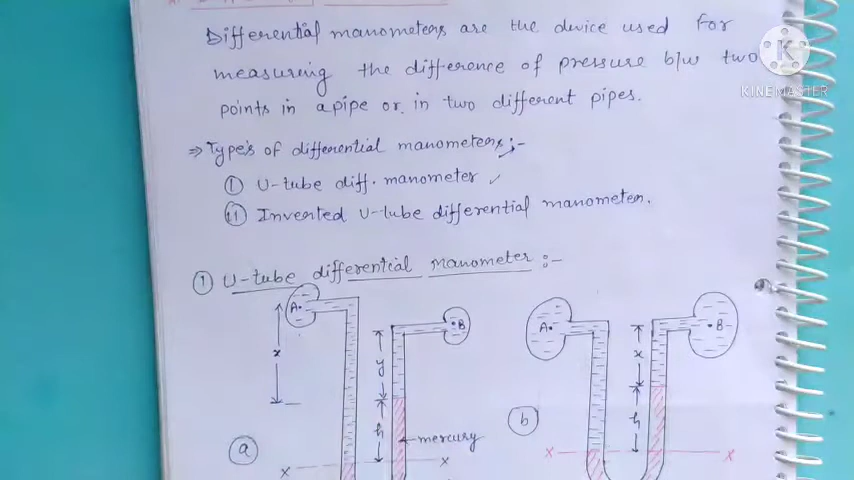 Differential manometers are the device used for
measuring the difference of pressure b/w two
points in a pipe or in two different pipes.
⇒ Types of differential manometers :-
(I) U-tube diff. manometer
(II) Inverted U-tube differential manometer.
(1) U-tube differential manometer :-
A
B
A
B
x
y
x
h
h
mercury
(a)
(b)
X
X
X
X
K
KINEMASTER